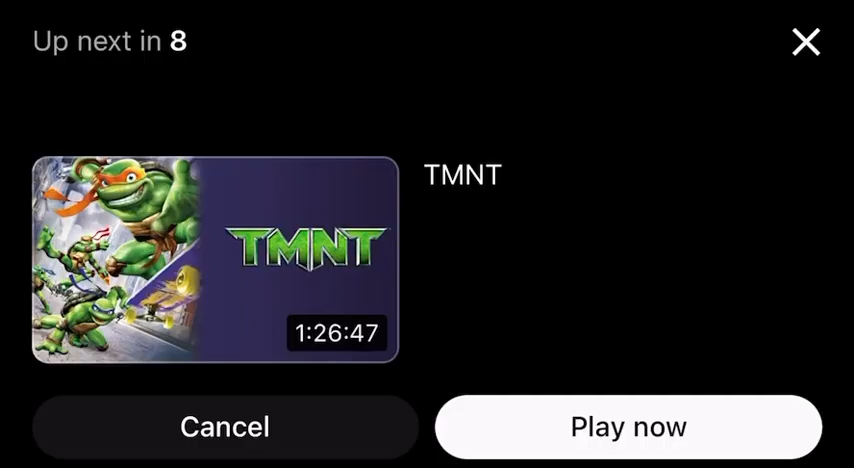 Up next in 8
TMNT
TMNT
1:26:47
Cancel
Play now